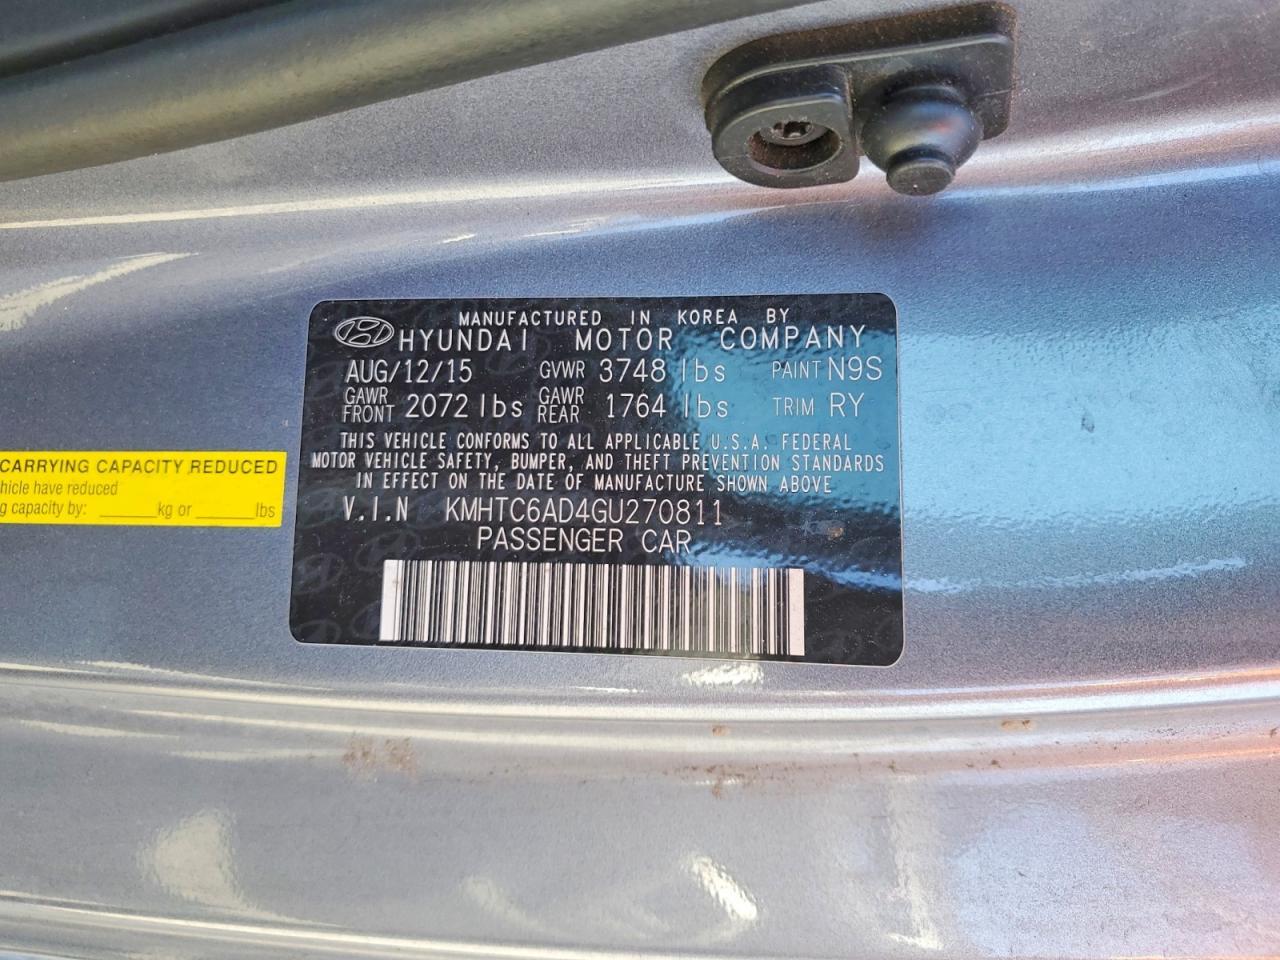 MANUFACTURED IN KOREA BY
HYUNDAI MOTOR COMPANY
AUG/12/15 GVWR 3748 lbs PAINT N9S
GAWR FRONT 2072 lbs GAWR REAR 1764 lbs TRIM RY
THIS VEHICLE CONFORMS TO ALL APPLICABLE U.S.A. FEDERAL
MOTOR VEHICLE SAFETY, BUMPER, AND THEFT PREVENTION STANDARDS
IN EFFECT ON THE DATE OF MANUFACTURE SHOWN ABOVE
V.I.N KMHTC6AD4GU270811
PASSENGER CAR
CARRYING CAPACITY REDUCED
hicle have reduced
g capacity by: ______kg or ______lbs